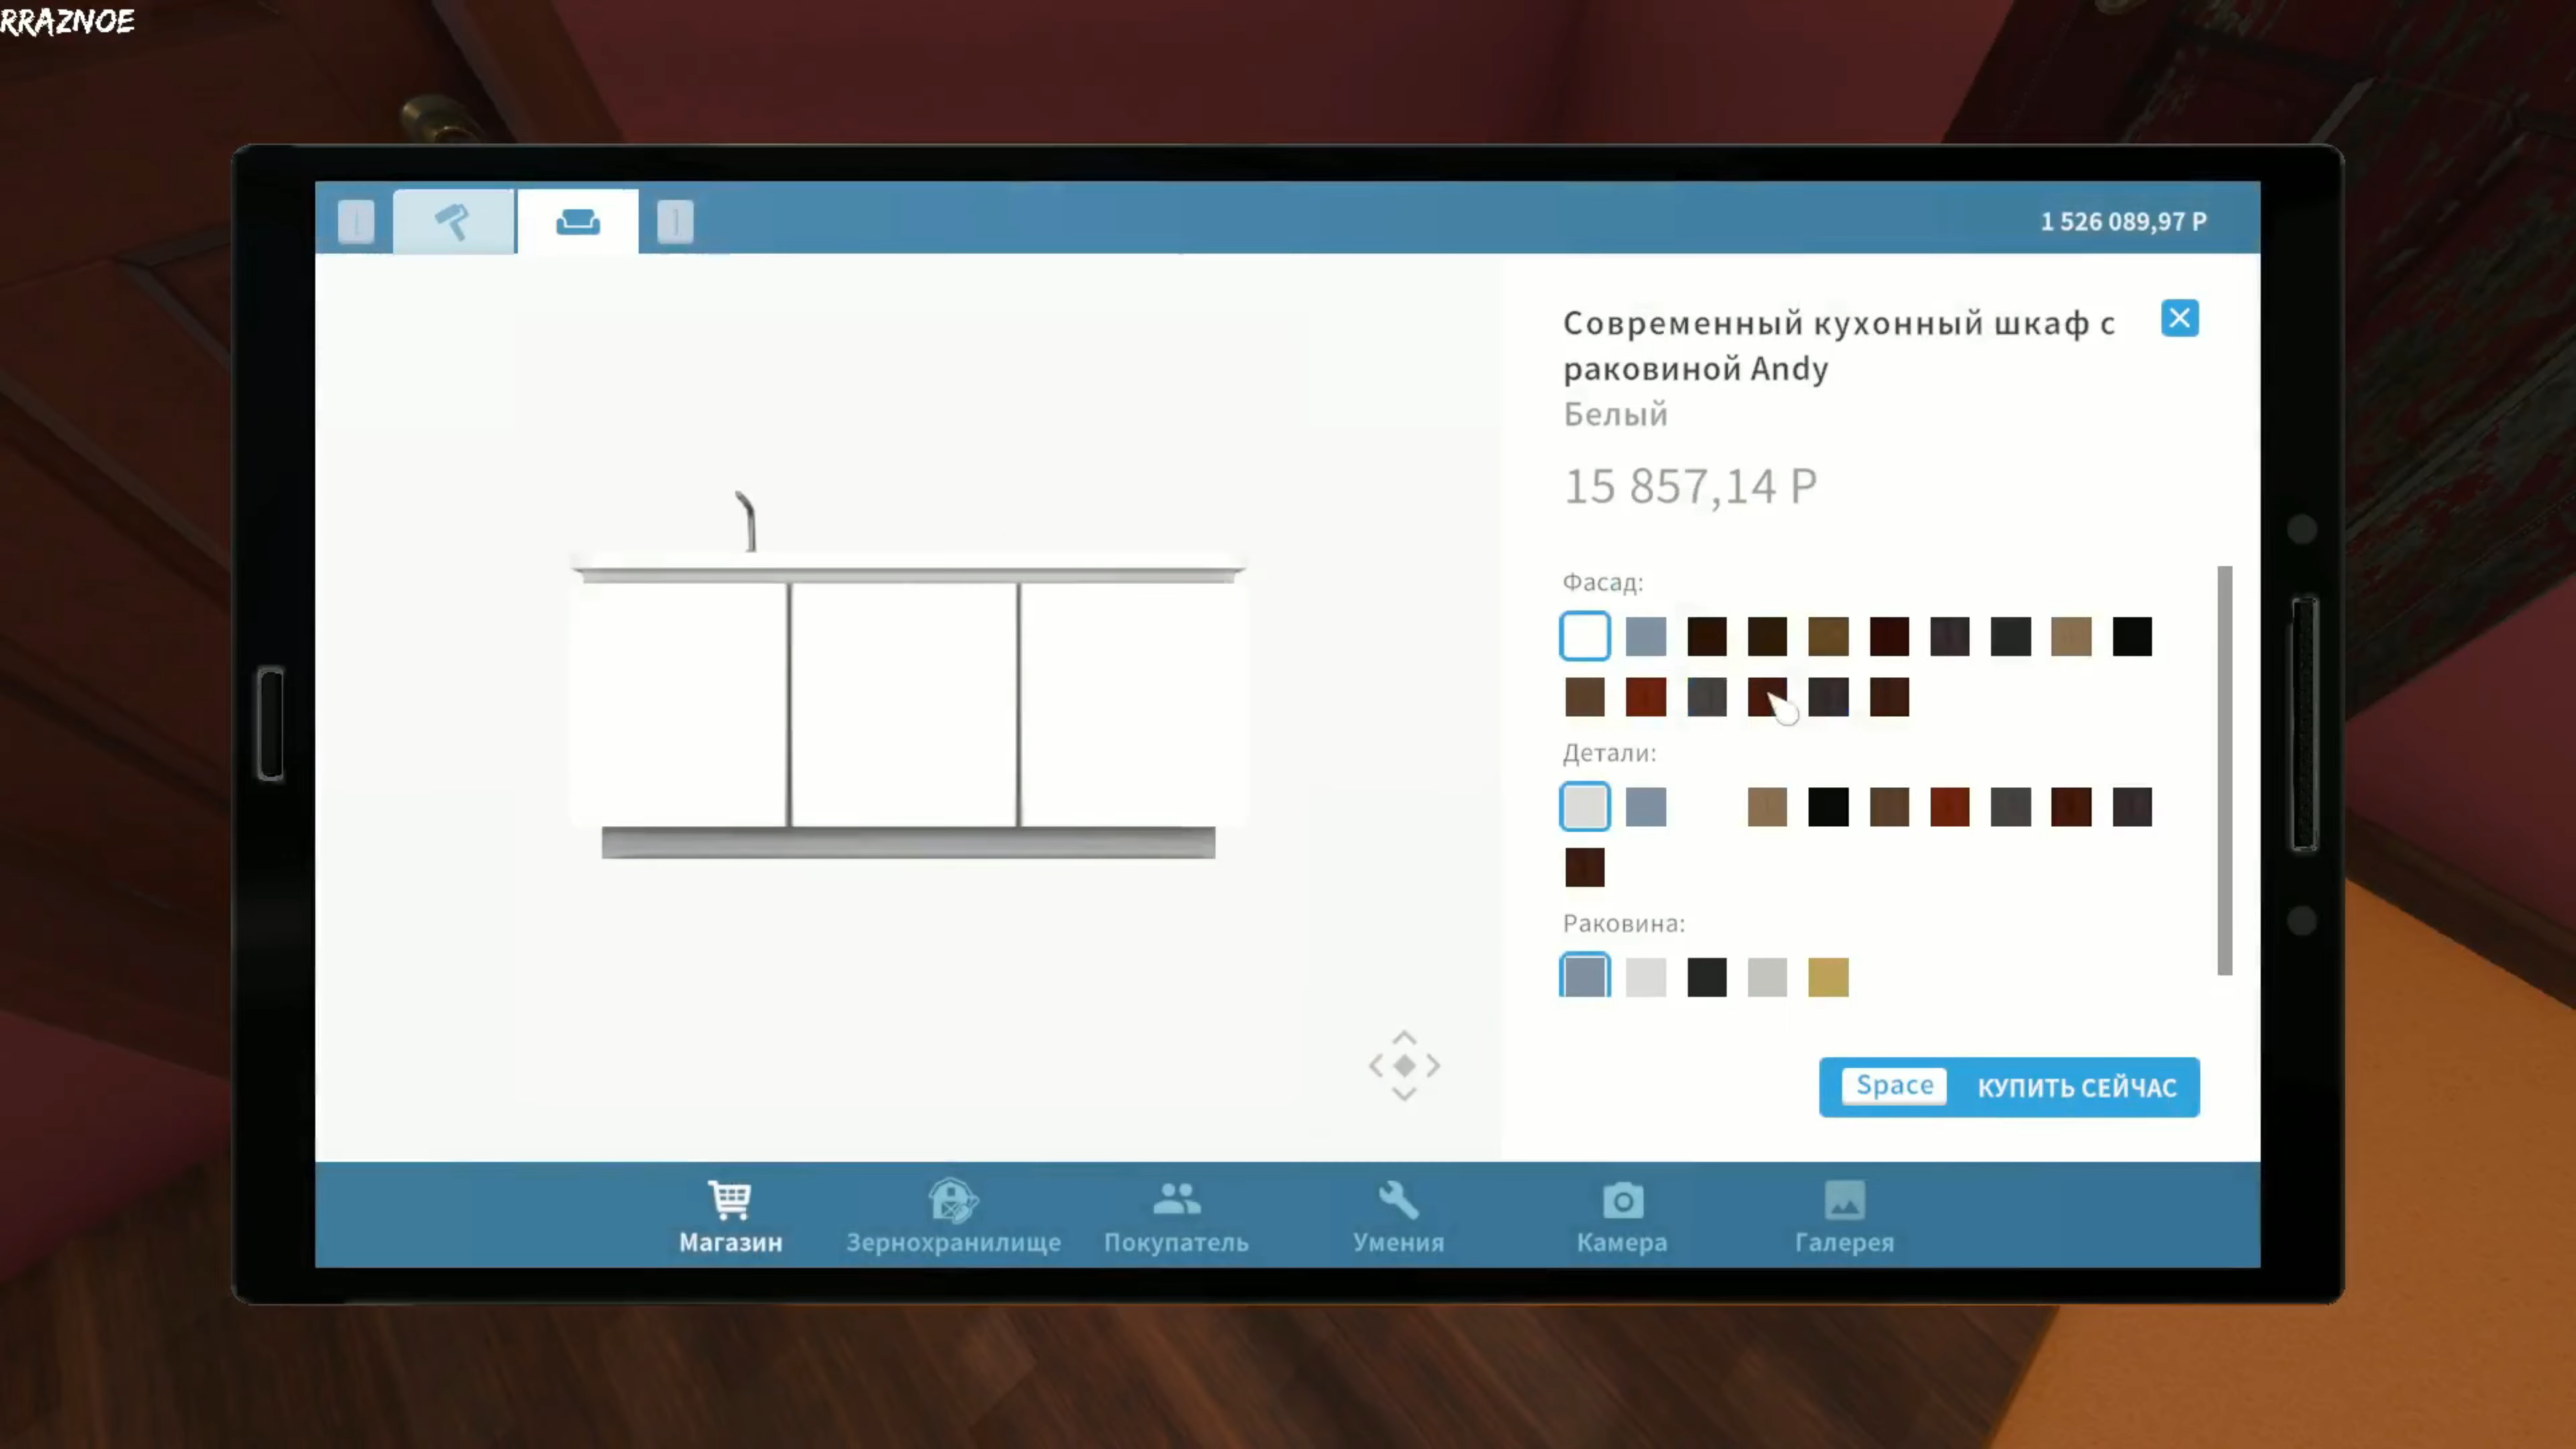 RRAZNOE
1 526 089,97 Р
Современный кухонный шкаф с
раковиной Andy
Белый
15 857,14 Р
Фасад:
Детали:
Раковина:
Space КУПИТЬ СЕЙЧАС
Магазин Зернохранилище Покупатель Умения Камера Галерея